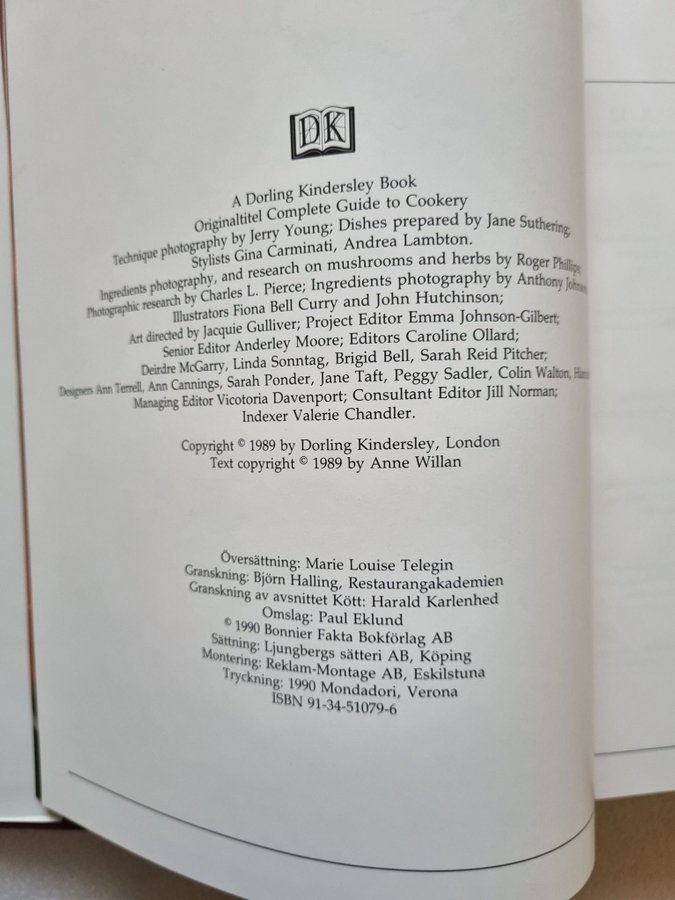 DK
A Dorling Kindersley Book
Originaltitel Complete Guide to Cookery
Technique photography by Jerry Young; Dishes prepared by Jane Suthering;
Stylists Gina Carminati, Andrea Lambton.
Ingredients photography, and research on mushrooms and herbs by Roger Phillips;
Photographic research by Charles L. Pierce; Ingredients photography by Anthony
Illustrators Fiona Bell Curry and John Hutchinson;
Art directed by Jacquie Gulliver; Project Editor Emma Johnson-Gilbert;
Senior Editor Anderley Moore; Editors Caroline Ollard;
Deirdre McGarry, Linda Sonntag, Brigid Bell, Sarah Reid Pitcher;
Designers Ann Terrell, Ann Cannings, Sarah Ponder, Jane Taft, Peggy Sadler, Colin Walton,
Managing Editor Vicotoria Davenport; Consultant Editor Jill Norman;
Indexer Valerie Chandler.
Copyright © 1989 by Dorling Kindersley, London
Text copyright © 1989 by Anne Willan
Översättning: Marie Louise Telegin
Granskning: Björn Halling, Restaurangakademien
Granskning av avsnittet Kött: Harald Karlenhed
Omslag: Paul Eklund
© 1990 Bonnier Fakta Bokförlag AB
Sättning: Ljungbergs sätteri AB, Köping
Montering: Reklam-Montage AB, Eskilstuna
Tryckning: 1990 Mondadori, Verona
ISBN 91-34-51079-6